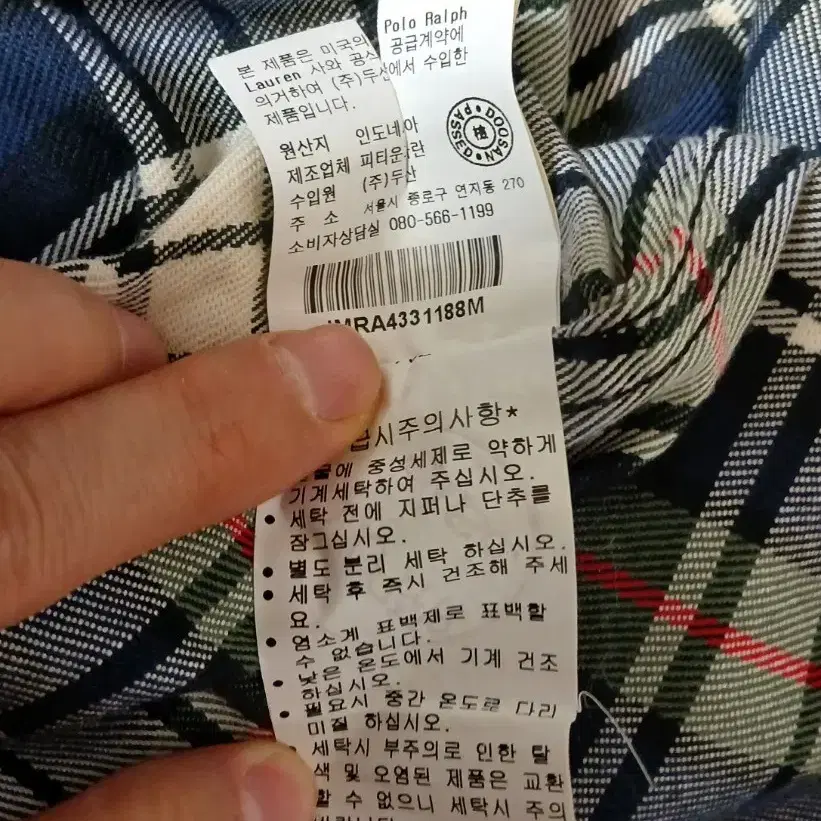 본 제품은 미국의 Polo Ralph
Lauren 사와 공식 공급계약에
의거하여 (주)두산에서 수입한
제품입니다.
원산지 인도네
제조업체 피티운 란
수입원 (주)두산
주 소 서울시 종로구 연지동 270
소비자상담실 080-566-1199
DOOSAN PASSED 檢
MRA4331188M
급시주의사항*
물에 중성세제로 약하게
기계세탁하여 주십시오.
• 세탁 전에 지퍼나 단추를
잠그십시오.
• 별도 분리 세탁 하십시오.
• 세탁 후 즉시 건조해 주세
요.
• 염소계 표백제로 표백할
수 없습니다.
• 낮은 온도에서 기계 건조
하십시오.
• 필요시 중간 온도로 다리
미질 하십시오.
• 세탁시 부주의로 인한 탈
색 및 오염된 제품은 교환
할 수 없으니 세탁시 주의